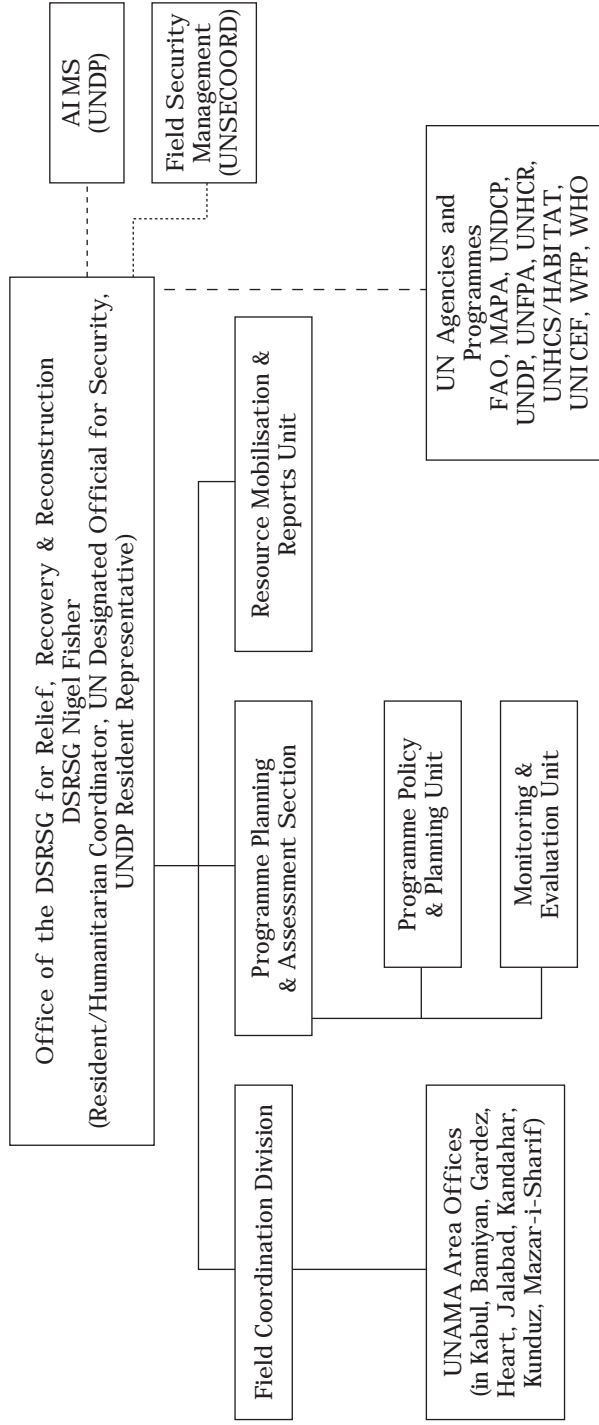 Office of the DSRSG for Relief, Recovery & Reconstruction
DSRSG Nigel Fisher
(Resident/Humanitarian Coordinator, UN Designated Official for Security,
UNDP Resident Representative)
AIMS
(UNDP)
Field Security
Management
(UNSECOORD)
Field Coordination Division
Programme Planning
& Assessment Section
Resource Mobilisation &
Reports Unit
UNAMA Area Offices
(in Kabul, Bamiyan, Gardez,
Heart, Jalabad, Kandahar,
Kunduz, Mazar-i-Sharif)
Programme Policy
& Planning Unit
Monitoring &
Evaluation Unit
UN Agencies and
Programmes
FAO, MAPA, UNDCP,
UNDP, UNFPA, UNHCR,
UNHCS/HABITAT,
UNICEF, WFP, WHO